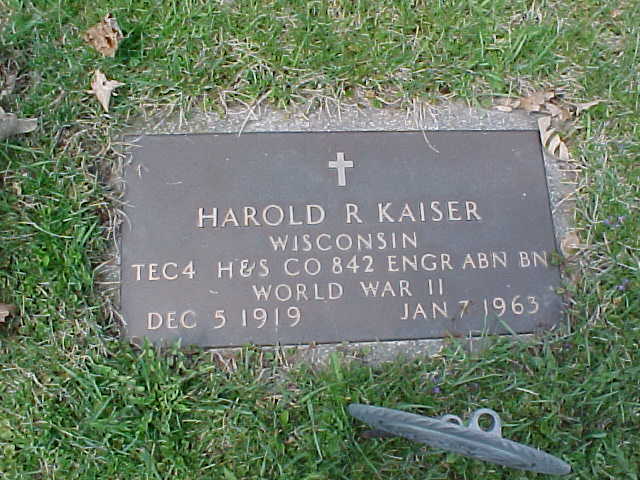 HAROLD R KAISER
WISCONSIN
TEC4 H&S CO 842 ENGR ABN BN
WORLD WAR II
DEC 5 1919 JAN 7 1963